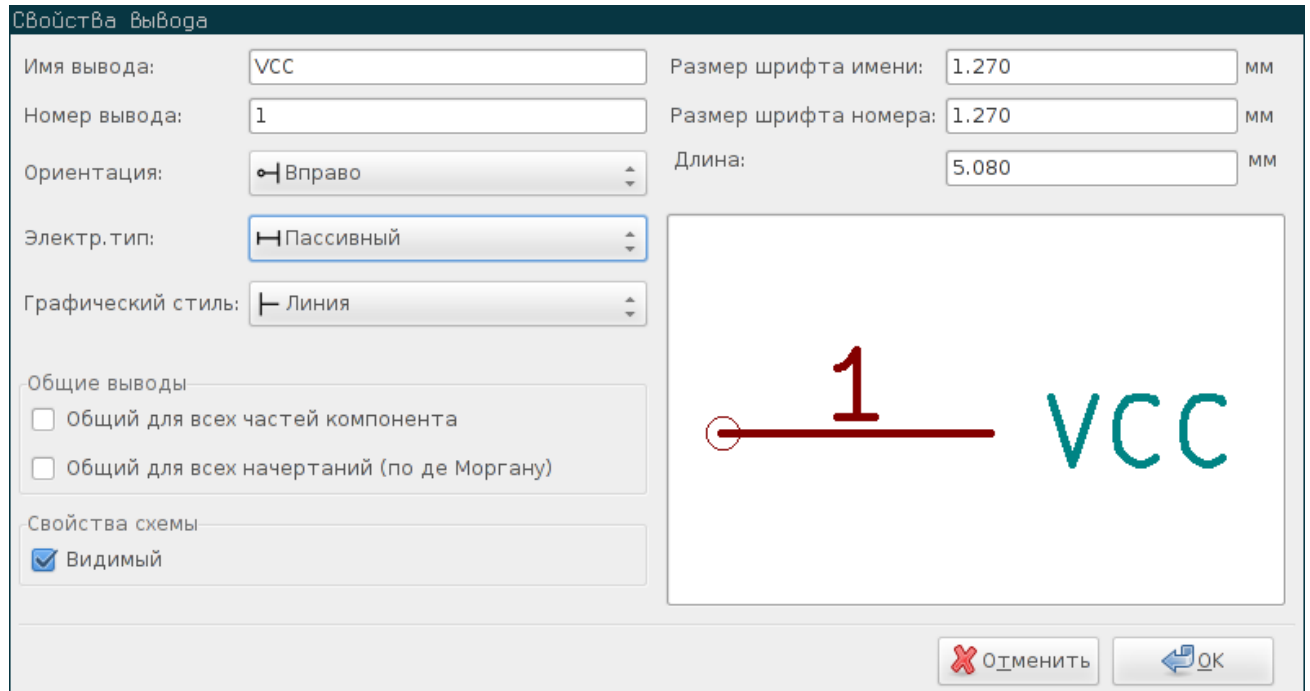 Свойства вывода
Имя вывода: VCC
Размер шрифта имени: 1.270 мм
Номер вывода: 1
Размер шрифта номера: 1.270 мм
Ориентация: Вправо
Длина: 5.080 мм
Электр.тип: Пассивный
Графический стиль: Линия
1 VCC
Общие выводы
Общий для всех частей компонента
Общий для всех начертаний (по де Моргану)
Свойства схемы
Видимый
Отменить
OK